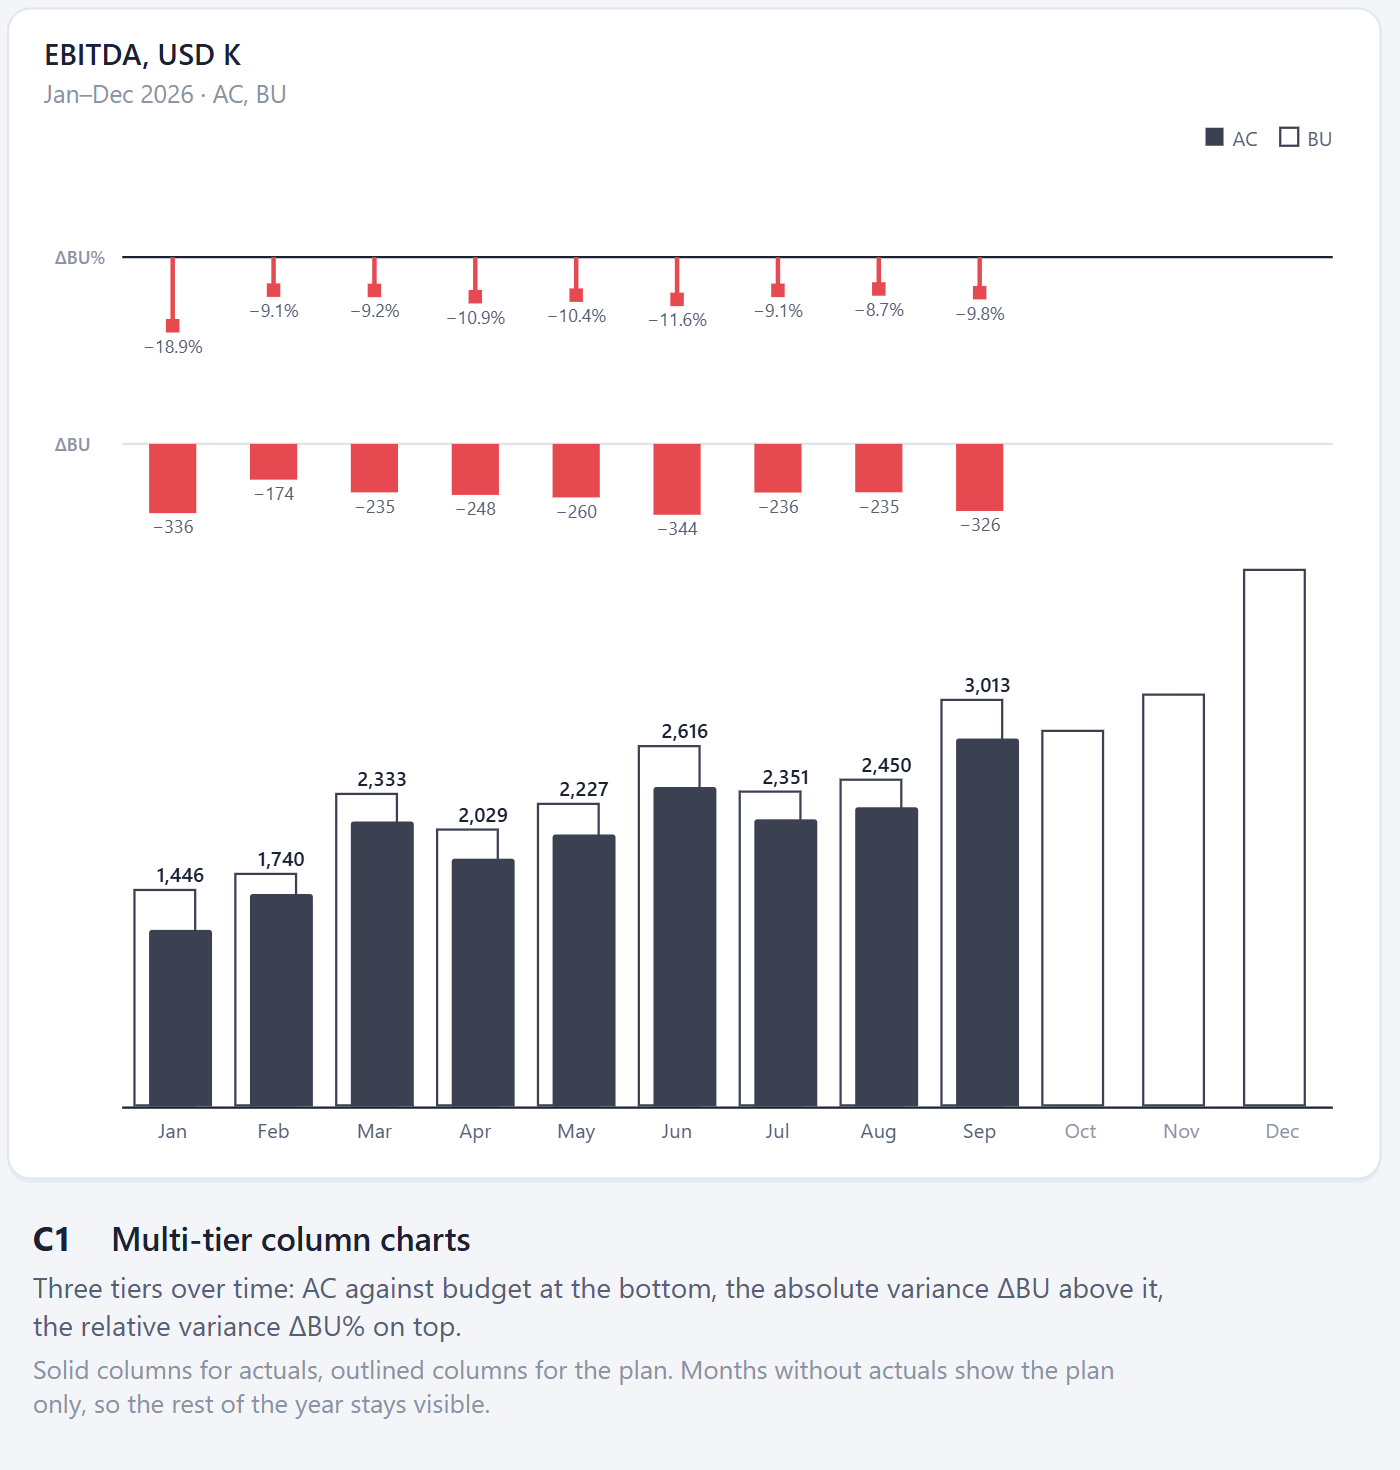 EBITDA, USD K
Jan–Dec 2026 · AC, BU
AC BU
ΔBU%
−18.9% −9.1% −9.2% −10.9% −10.4% −11.6% −9.1% −8.7% −9.8%
ΔBU
−336 −174 −235 −248 −260 −344 −236 −235 −326
1,446 1,740 2,333 2,029 2,227 2,616 2,351 2,450 3,013
Jan Feb Mar Apr May Jun Jul Aug Sep Oct Nov Dec
C1 Multi-tier column charts
Three tiers over time: AC against budget at the bottom, the absolute variance ΔBU above it,
the relative variance ΔBU% on top.
Solid columns for actuals, outlined columns for the plan. Months without actuals show the plan
only, so the rest of the year stays visible.